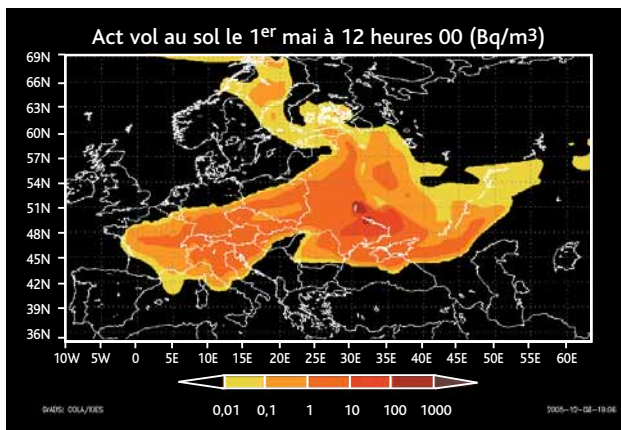 Act vol au sol le 1er mai à 12 heures 00 (Bq/m3)
69N
66N
63N
60N
57N
54N
51N
48N
45N
42N
39N
36N
10W 5W 0 5E 10E 15E 20E 25E 30E 35E 40E 45E 50E 55E 60E
0,01 0,1 1 10 100 1000
GrADS: COLA/IGES 2005-12-08-18:06